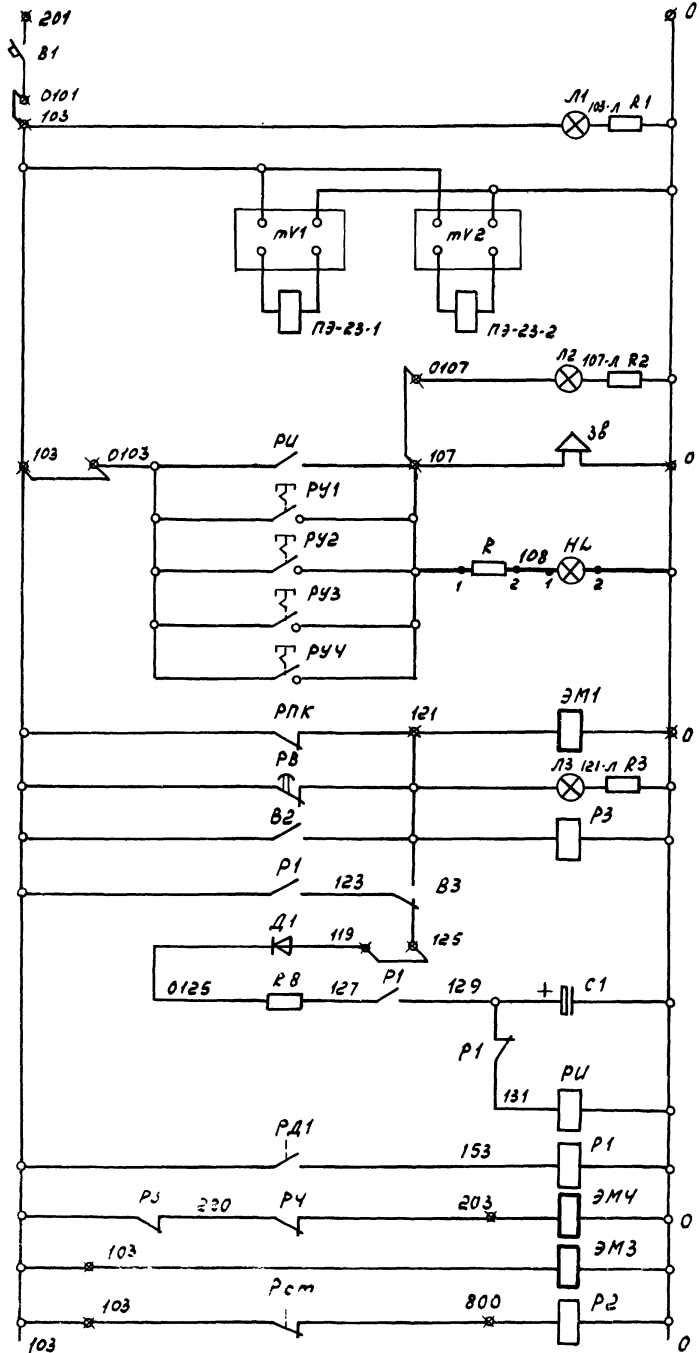 201 0
В1
0101
103 Л1 103-Л R1
mV1 mV2
ПЭ-23-1 ПЭ-23-2
0107 Л2 107-Л R2
103 0103 РИ 107 Зв 0
РУ1
РУ2 R 108 HL
1 2 1 2
РУ3
РУ4
РПК 121 ЭМ1 0
РВ Л3 121-Л R3
В2 Р3
Р1 123 В3
Д1 119 125
0125 R8 127 Р1 129 + С1
Р1 РИ
131
РД1 153 Р1
Р3 220 Р4 203 ЭМ4 0
103 ЭМ3
103 Рст 800 Р2
103 0